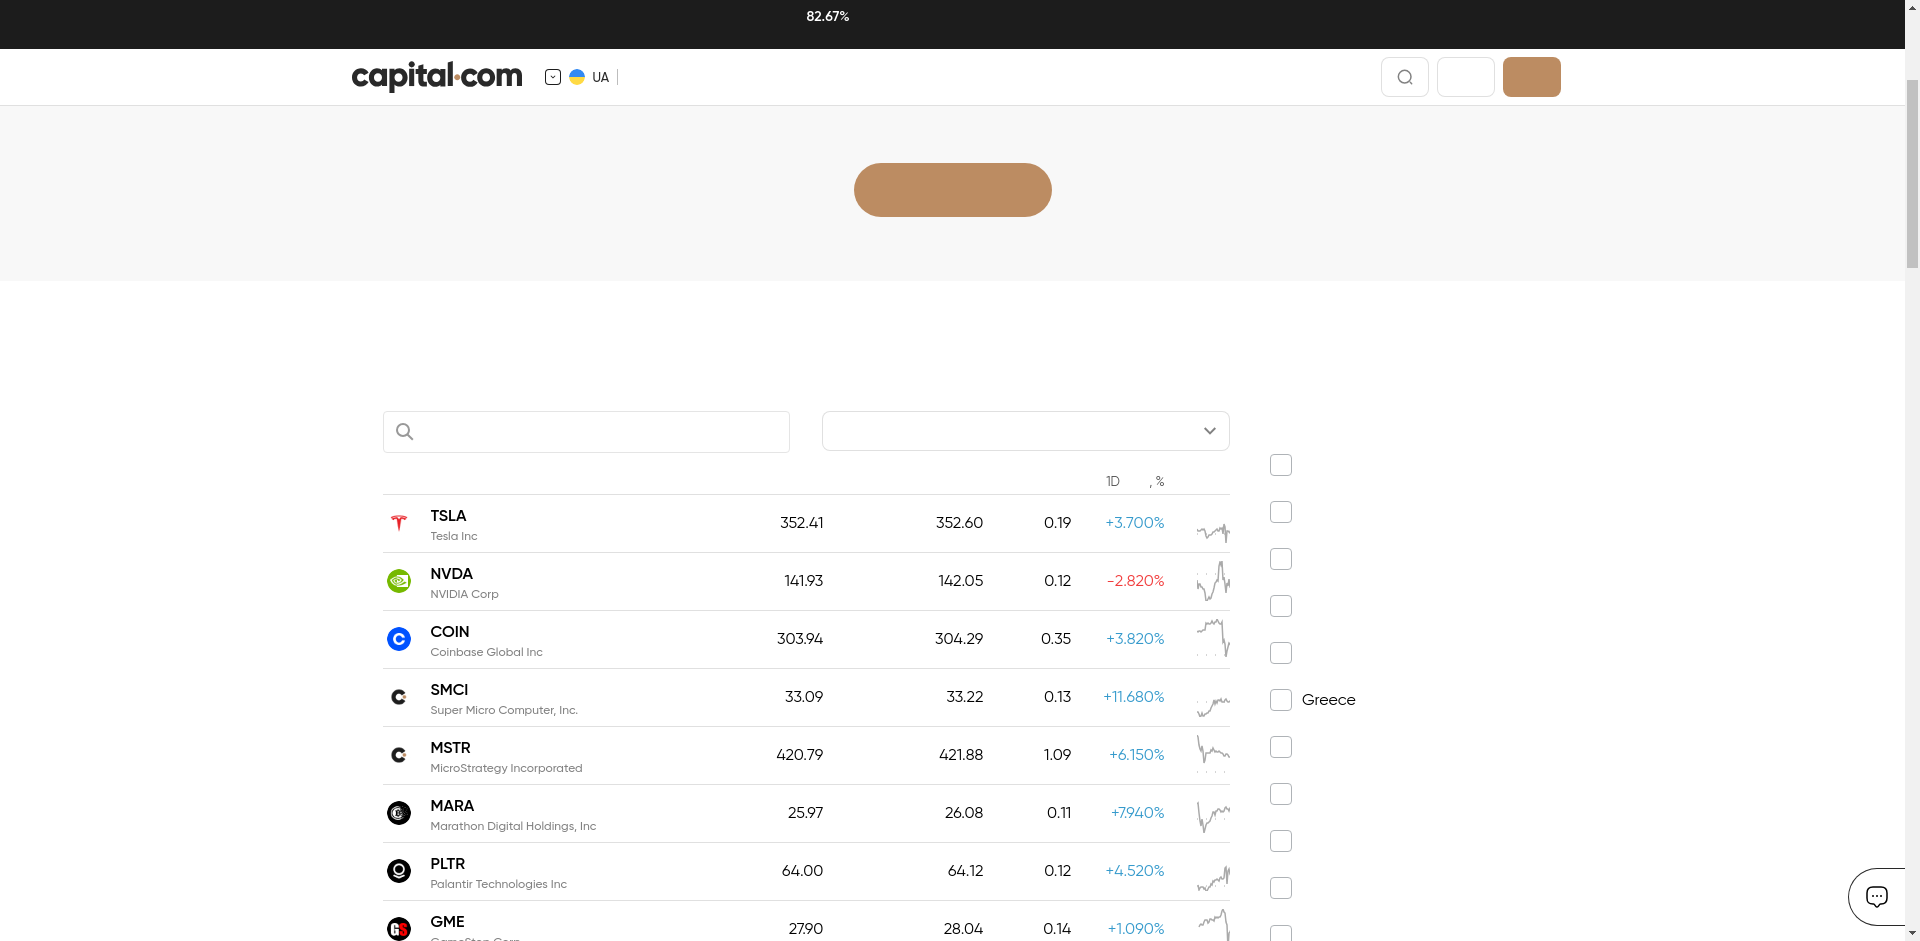 82.67%
capital.com
UA
1D , %
TSLA 352.41 352.60 0.19 +3.700%
Tesla Inc
NVDA 141.93 142.05 0.12 -2.820%
NVIDIA Corp
COIN 303.94 304.29 0.35 +3.820%
Coinbase Global Inc
SMCI 33.09 33.22 0.13 +11.680%
Super Micro Computer, Inc.
Greece
MSTR 420.79 421.88 1.09 +6.150%
MicroStrategy Incorporated
MARA 25.97 26.08 0.11 +7.940%
Marathon Digital Holdings, Inc
PLTR 64.00 64.12 0.12 +4.520%
Palantir Technologies Inc
GME 27.90 28.04 0.14 +1.090%
GameStop Corp